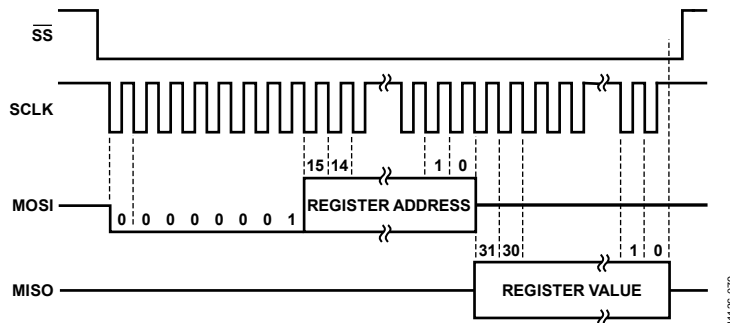 SS
SCLK
15 14 1 0
MOSI 0 0 0 0 0 0 0 1 REGISTER ADDRESS
31 30 1 0
MISO REGISTER VALUE